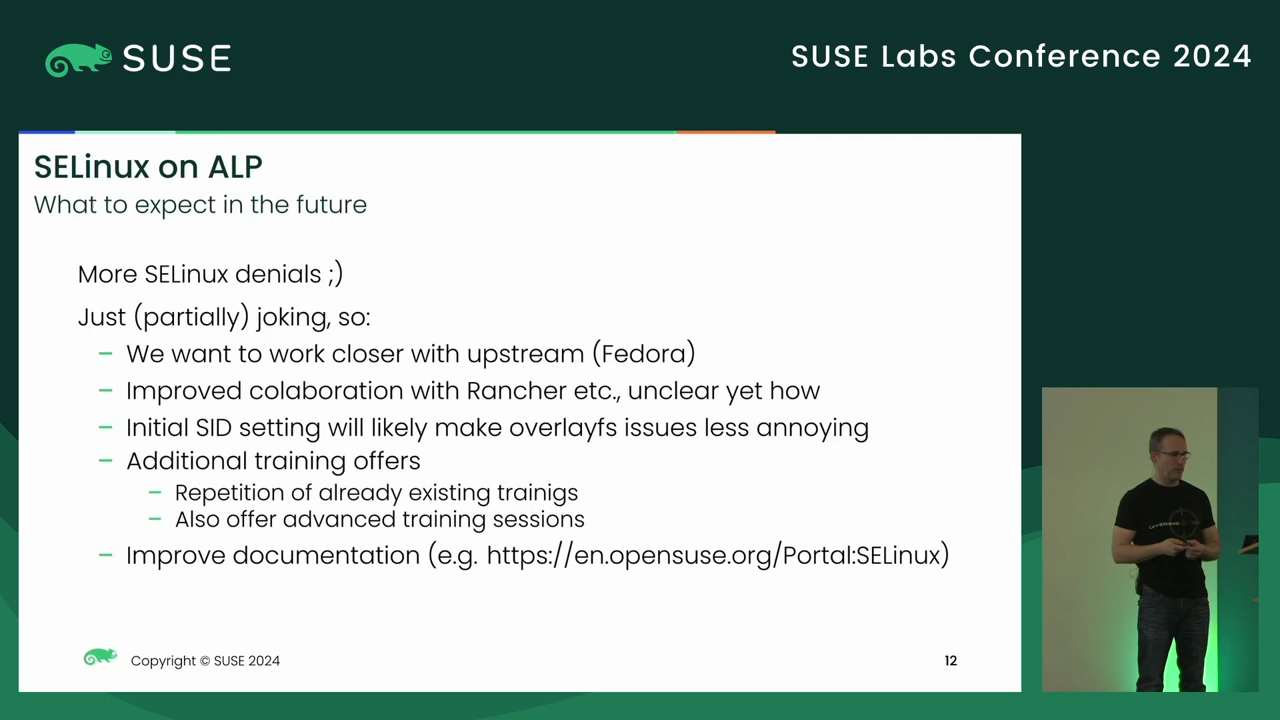 SUSE
SUSE Labs Conference 2024
SELinux on ALP
What to expect in the future
More SELinux denials ;)
Just (partially) joking, so:
– We want to work closer with upstream (Fedora)
– Improved colaboration with Rancher etc., unclear yet how
– Initial SID setting will likely make overlayfs issues less annoying
– Additional training offers
– Repetition of already existing trainigs
– Also offer advanced training sessions
– Improve documentation (e.g. https://en.opensuse.org/Portal:SELinux)
Copyright © SUSE 2024
12